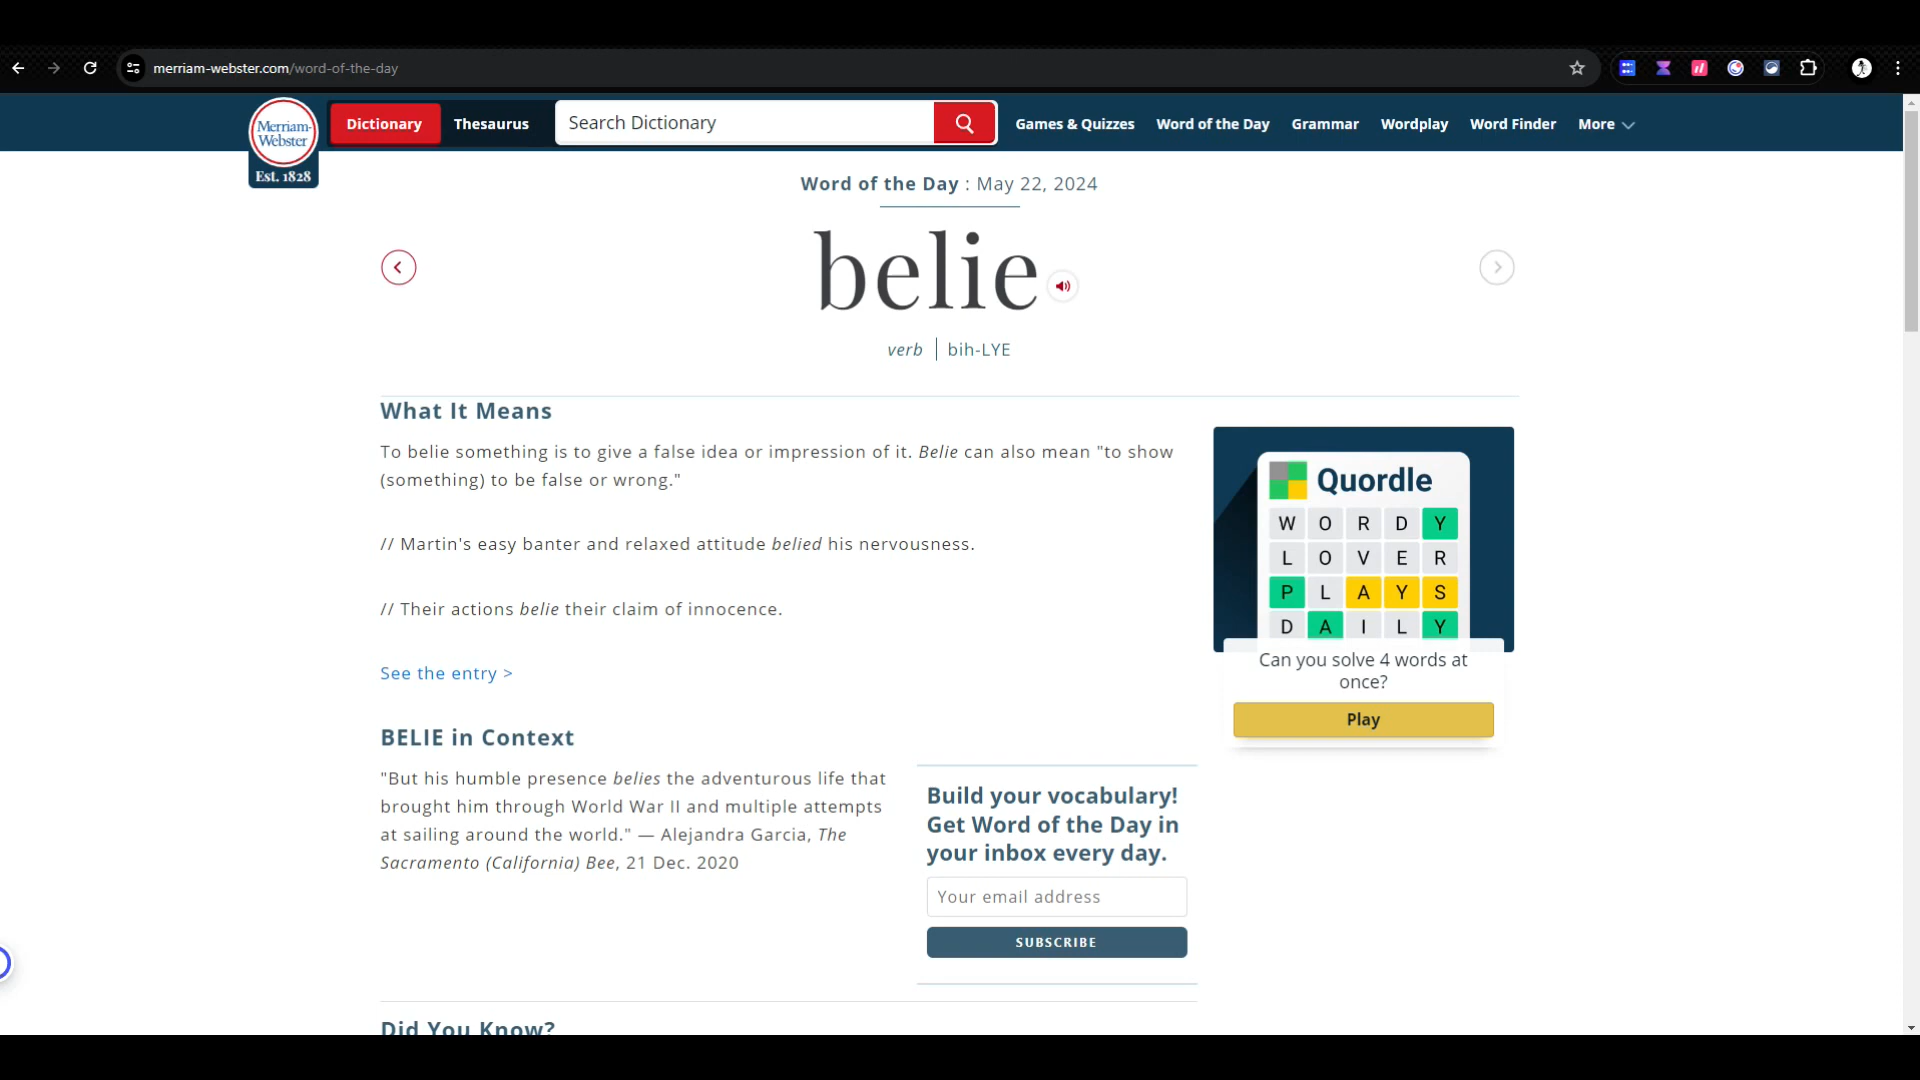 merriam-webster.com/word-of-the-day
Merriam-
Webster
Est. 1828
Dictionary
Thesaurus
Search Dictionary
Games & Quizzes
Word of the Day
Grammar
Wordplay
Word Finder
More
Word of the Day : May 22, 2024
belie
verb | bih-LYE
What It Means
To belie something is to give a false idea or impression of it. Belie can also mean "to show
(something) to be false or wrong."
// Martin's easy banter and relaxed attitude belied his nervousness.
// Their actions belie their claim of innocence.
See the entry >
BELIE in Context
"But his humble presence belies the adventurous life that
brought him through World War II and multiple attempts
at sailing around the world." — Alejandra Garcia, The
Sacramento (California) Bee, 21 Dec. 2020
Build your vocabulary!
Get Word of the Day in
your inbox every day.
Your email address
SUBSCRIBE
Quordle
W O R D Y
L O V E R
P L A Y S
D A I L Y
Can you solve 4 words at
once?
Play
Did You Know?